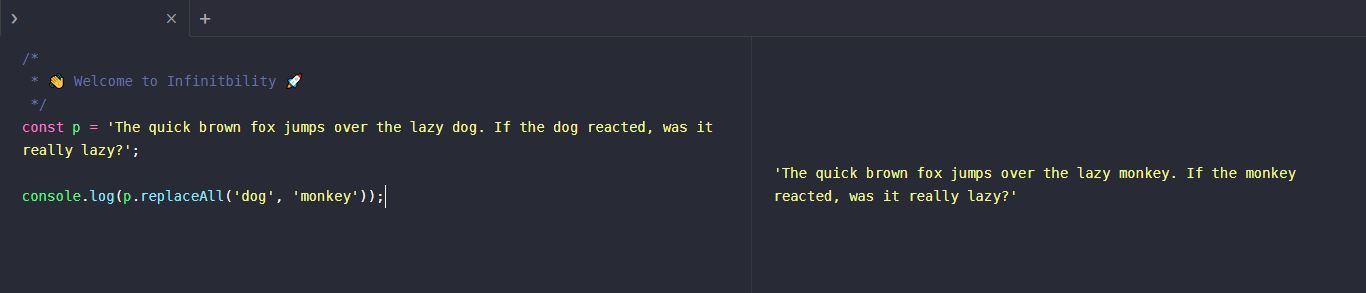 /*
 * 👏 Welcome to Infinitbility 🚀
 */
const p = 'The quick brown fox jumps over the lazy dog. If the dog reacted, was it
really lazy?';
console.log(p.replaceAll('dog', 'monkey'));
'The quick brown fox jumps over the lazy monkey. If the monkey
reacted, was it really lazy?'